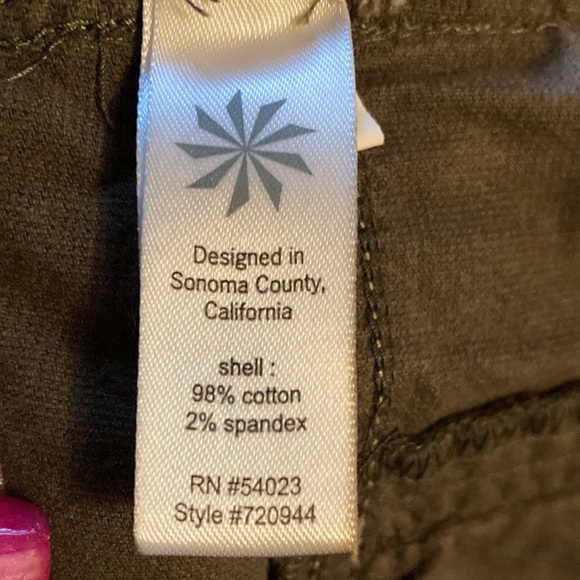 Designed in
Sonoma County,
California
shell :
98% cotton
2% spandex
RN #54023
Style #720944